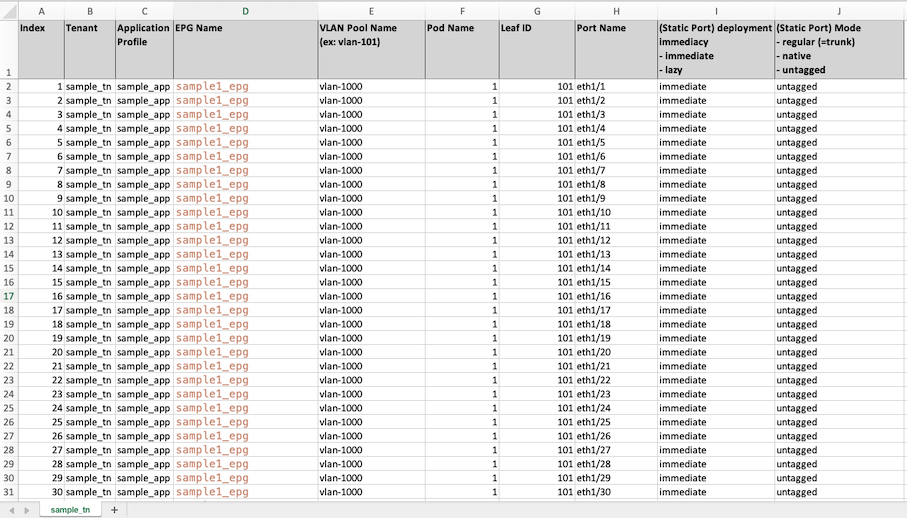 A B C D E F G H I J
Index Tenant Application Profile EPG Name VLAN Pool Name (ex: vlan-101) Pod Name Leaf ID Port Name (Static Port) deployment immediacy - immediate - lazy (Static Port) Mode - regular (=trunk) - native - untagged
1
2 1 sample_tn sample_app sample1_epg vlan-1000 1 101 eth1/1 immediate untagged
3 2 sample_tn sample_app sample1_epg vlan-1000 1 101 eth1/2 immediate untagged
4 3 sample_tn sample_app sample1_epg vlan-1000 1 101 eth1/3 immediate untagged
5 4 sample_tn sample_app sample1_epg vlan-1000 1 101 eth1/4 immediate untagged
6 5 sample_tn sample_app sample1_epg vlan-1000 1 101 eth1/5 immediate untagged
7 6 sample_tn sample_app sample1_epg vlan-1000 1 101 eth1/6 immediate untagged
8 7 sample_tn sample_app sample1_epg vlan-1000 1 101 eth1/7 immediate untagged
9 8 sample_tn sample_app sample1_epg vlan-1000 1 101 eth1/8 immediate untagged
10 9 sample_tn sample_app sample1_epg vlan-1000 1 101 eth1/9 immediate untagged
11 10 sample_tn sample_app sample1_epg vlan-1000 1 101 eth1/10 immediate untagged
12 11 sample_tn sample_app sample1_epg vlan-1000 1 101 eth1/11 immediate untagged
13 12 sample_tn sample_app sample1_epg vlan-1000 1 101 eth1/12 immediate untagged
14 13 sample_tn sample_app sample1_epg vlan-1000 1 101 eth1/13 immediate untagged
15 14 sample_tn sample_app sample1_epg vlan-1000 1 101 eth1/14 immediate untagged
16 15 sample_tn sample_app sample1_epg vlan-1000 1 101 eth1/15 immediate untagged
17 16 sample_tn sample_app sample1_epg vlan-1000 1 101 eth1/16 immediate untagged
18 17 sample_tn sample_app sample1_epg vlan-1000 1 101 eth1/17 immediate untagged
19 18 sample_tn sample_app sample1_epg vlan-1000 1 101 eth1/18 immediate untagged
20 19 sample_tn sample_app sample1_epg vlan-1000 1 101 eth1/19 immediate untagged
21 20 sample_tn sample_app sample1_epg vlan-1000 1 101 eth1/20 immediate untagged
22 21 sample_tn sample_app sample1_epg vlan-1000 1 101 eth1/21 immediate untagged
23 22 sample_tn sample_app sample1_epg vlan-1000 1 101 eth1/22 immediate untagged
24 23 sample_tn sample_app sample1_epg vlan-1000 1 101 eth1/23 immediate untagged
25 24 sample_tn sample_app sample1_epg vlan-1000 1 101 eth1/24 immediate untagged
26 25 sample_tn sample_app sample1_epg vlan-1000 1 101 eth1/25 immediate untagged
27 26 sample_tn sample_app sample1_epg vlan-1000 1 101 eth1/26 immediate untagged
28 27 sample_tn sample_app sample1_epg vlan-1000 1 101 eth1/27 immediate untagged
29 28 sample_tn sample_app sample1_epg vlan-1000 1 101 eth1/28 immediate untagged
30 29 sample_tn sample_app sample1_epg vlan-1000 1 101 eth1/29 immediate untagged
31 30 sample_tn sample_app sample1_epg vlan-1000 1 101 eth1/30 immediate untagged
sample_tn +